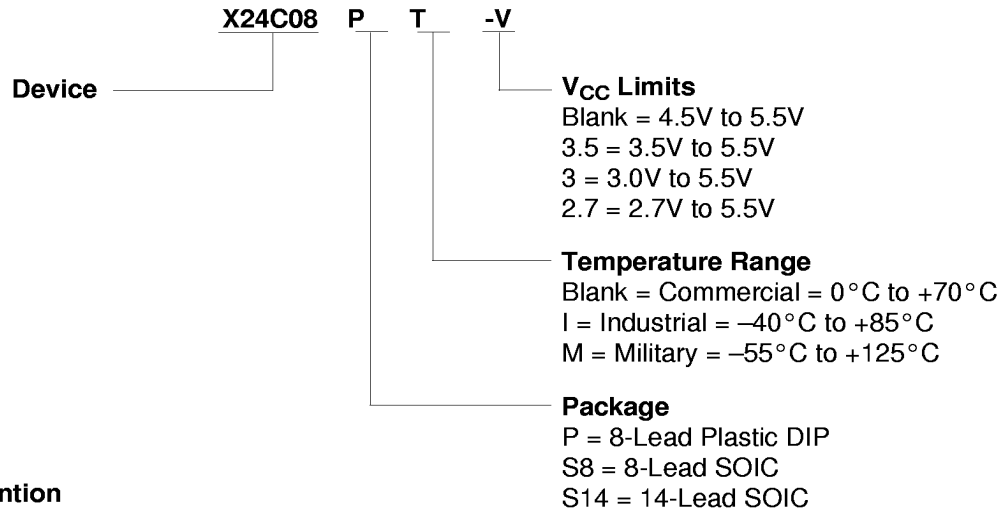 X24C08 P T -V
Device
VCC Limits
Blank = 4.5V to 5.5V
3.5 = 3.5V to 5.5V
3 = 3.0V to 5.5V
2.7 = 2.7V to 5.5V
Temperature Range
Blank = Commercial = 0°C to +70°C
I = Industrial = –40°C to +85°C
M = Military = –55°C to +125°C
Package
P = 8-Lead Plastic DIP
S8 = 8-Lead SOIC
S14 = 14-Lead SOIC
ntion